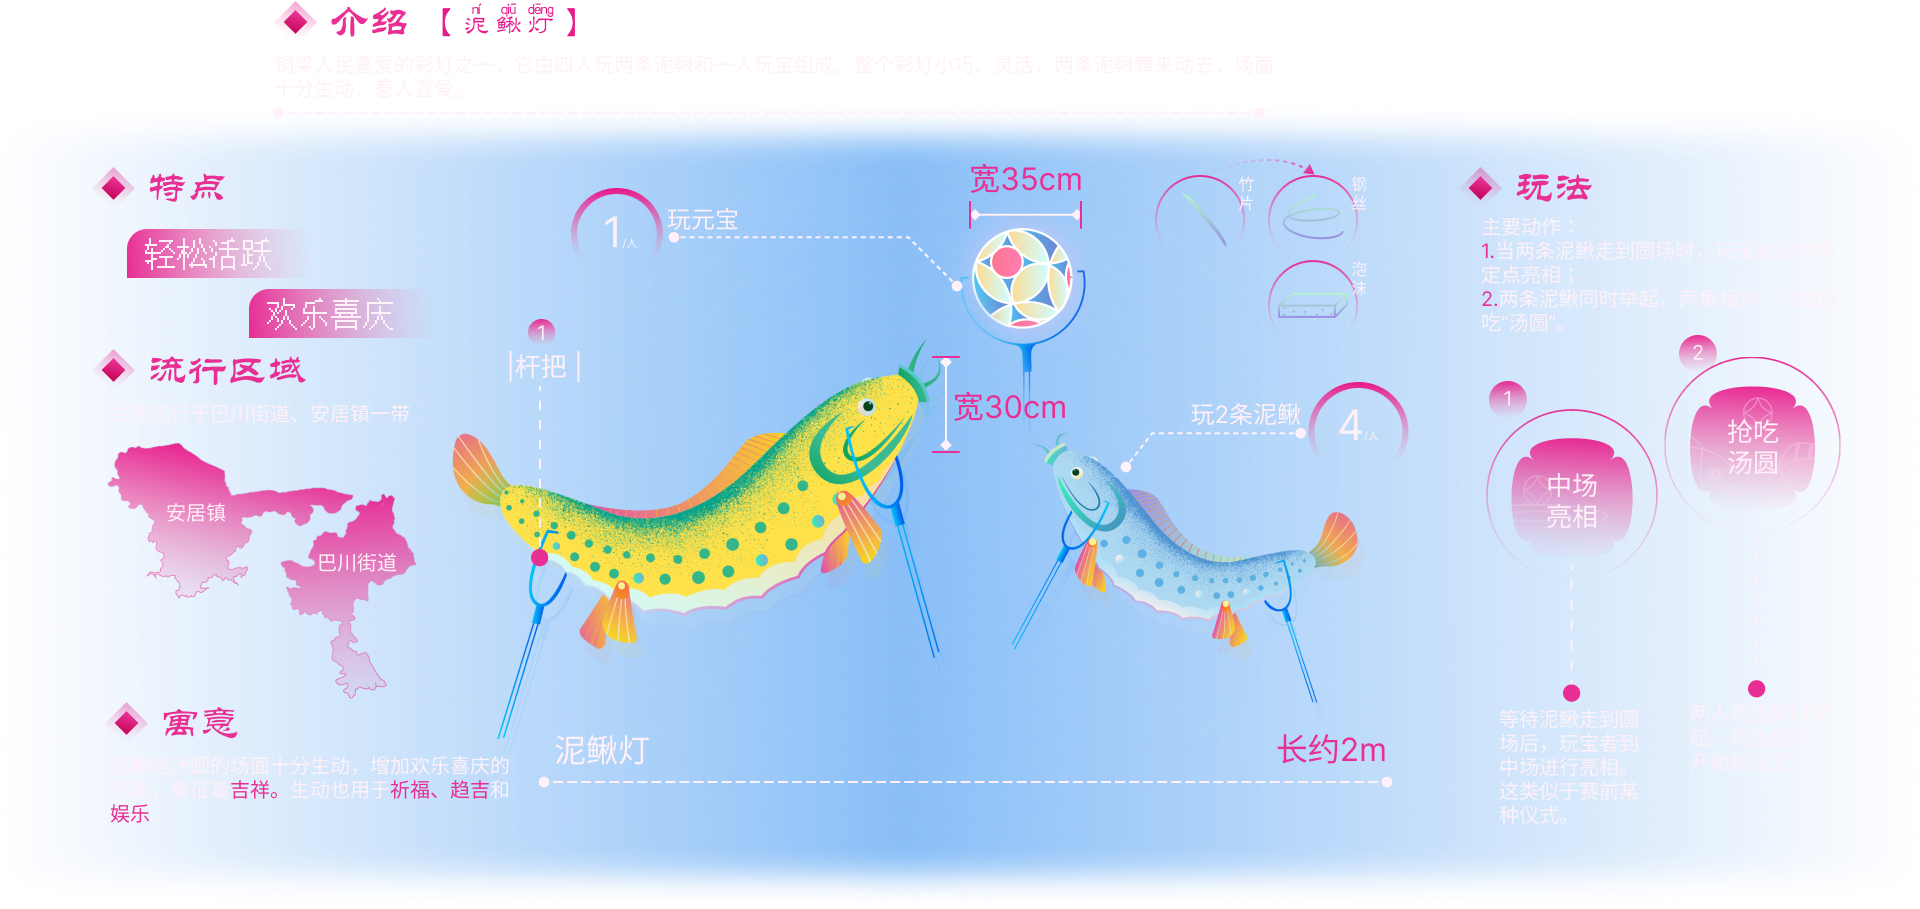 介绍 【 泥鳅灯 】
ní qiū dēng
铜梁人民喜爱的彩灯之一，它由四人玩两条泥鳅和一人玩宝组成。整个彩灯小巧、灵活，两条泥鳅舞来动去，场面
十分生动，惹人喜爱。
特点
轻松活跃
欢乐喜庆
流行区域
流行于巴川街道、安居镇一带
安居镇
巴川街道
寓意
吃汤圆的场面十分生动，增加欢乐喜庆的
象征着吉祥。生动也用于祈福、趋吉和
娱乐
1/人
玩元宝
宽35cm
竹片
钢丝
泡沫
1
杆把
宽30cm
玩2条泥鳅
4/人
泥鳅灯
长约2m
玩法
主要动作：
1.当两条泥鳅走到圆场时，玩宝
定点亮相；
2.两条泥鳅同时举起，两鱼相
吃“汤圆”。
1
中场
亮相
2
抢吃
汤圆
等待泥鳅走到圆
场后，玩宝者到
中场进行亮相。
这类似于赛前某
种仪式。
两人两
起，两
开始抢